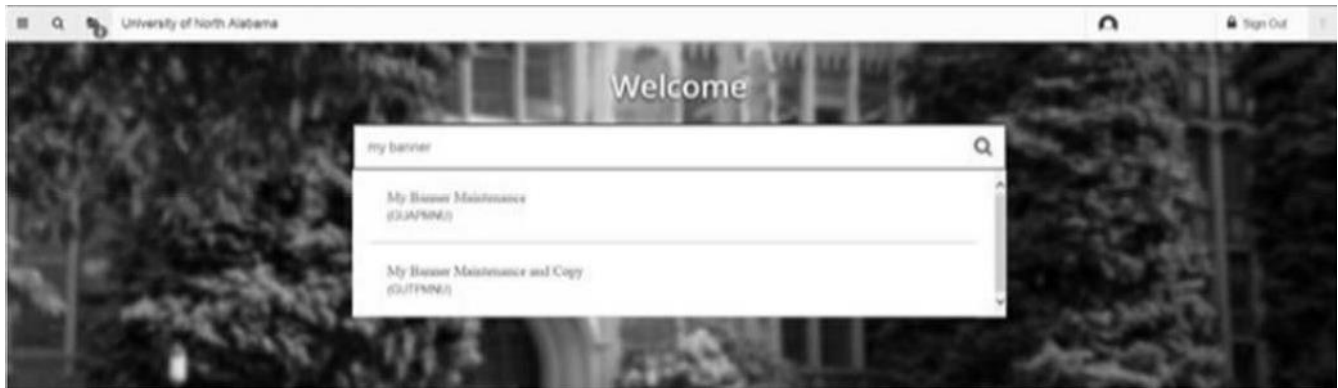 University of North Alabama
Sign Out
Welcome
my banner
My Banner Maintenance
(GUAPMNU)
My Banner Maintenance and Copy
(GUTPMNU)